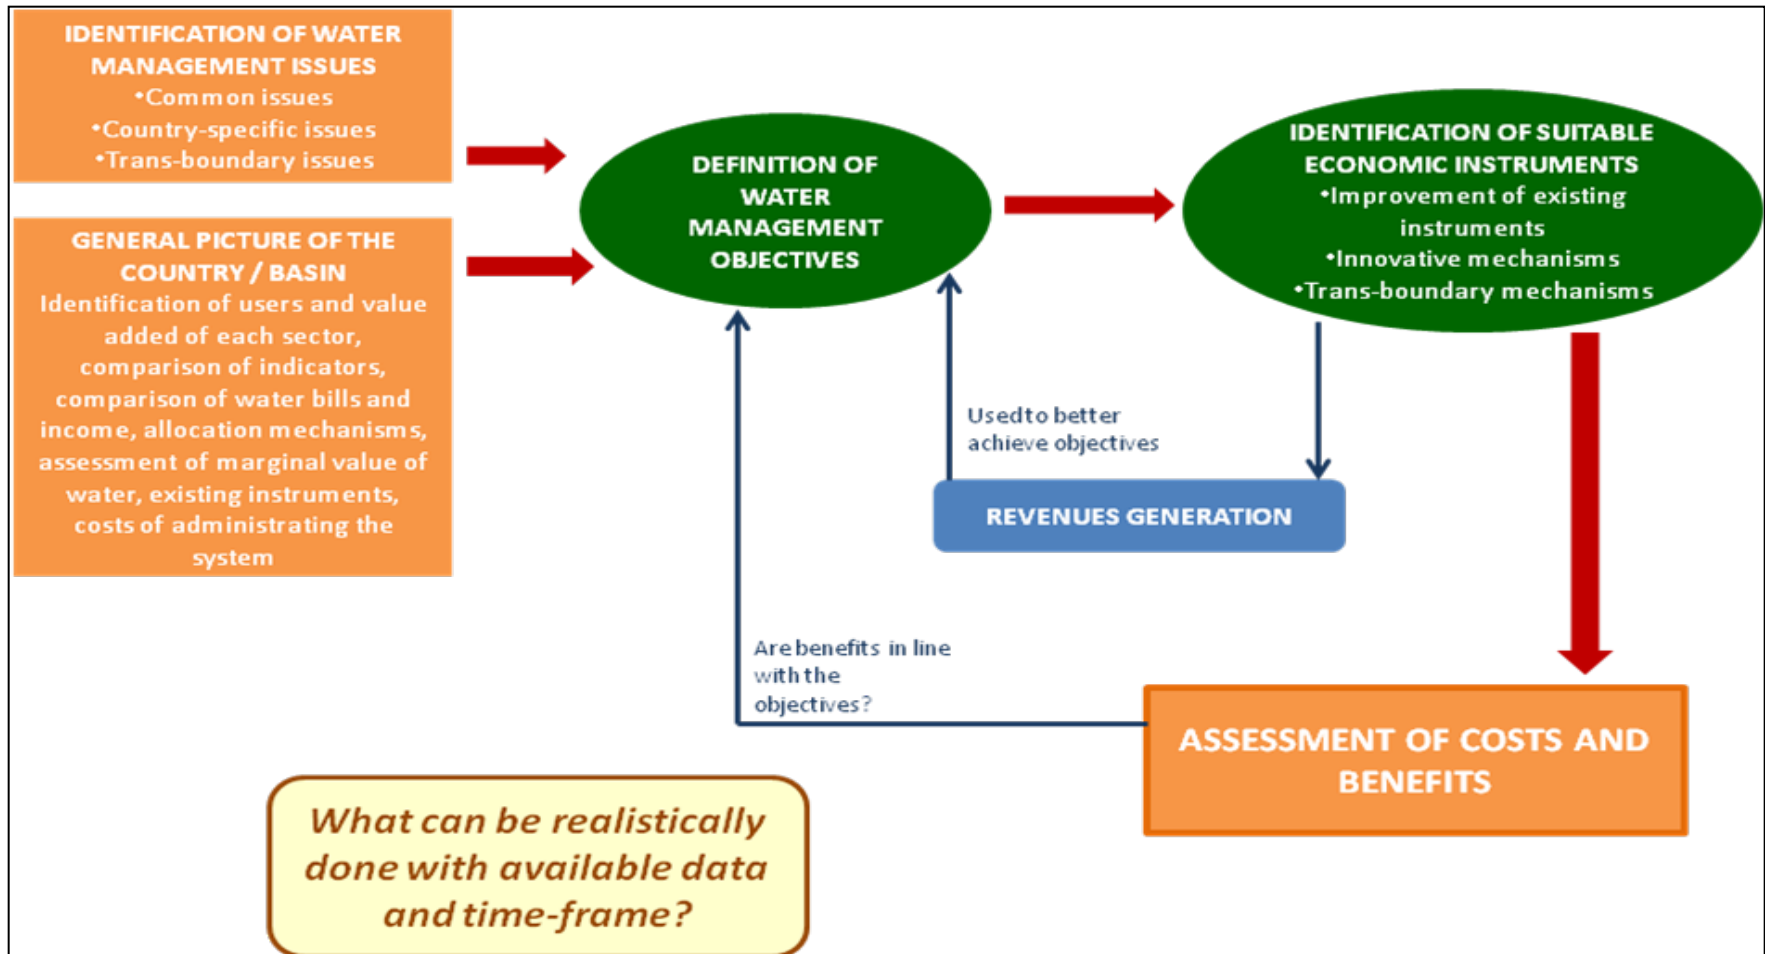 IDENTIFICATION OF WATER
MANAGEMENT ISSUES
•Common issues
•Country-specific issues
•Trans-boundary issues
GENERAL PICTURE OF THE
COUNTRY / BASIN
Identification of users and value
added of each sector,
comparison of indicators,
comparison of water bills and
income, allocation mechanisms,
assessment of marginal value of
water, existing instruments,
costs of administrating the
system
DEFINITION OF
WATER
MANAGEMENT
OBJECTIVES
IDENTIFICATION OF SUITABLE
ECONOMIC INSTRUMENTS
•Improvement of existing
instruments
•Innovative mechanisms
•Trans-boundary mechanisms
Used to better
achieve objectives
REVENUES GENERATION
Are benefits in line
with the
objectives?
ASSESSMENT OF COSTS AND
BENEFITS
What can be realistically
done with available data
and time-frame?